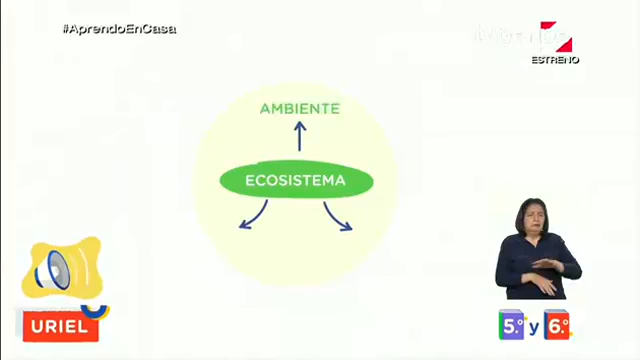 #AprendoEnCasa
ESTRENO
AMBIENTE
ECOSISTEMA
URIEL
5.º y 6.º